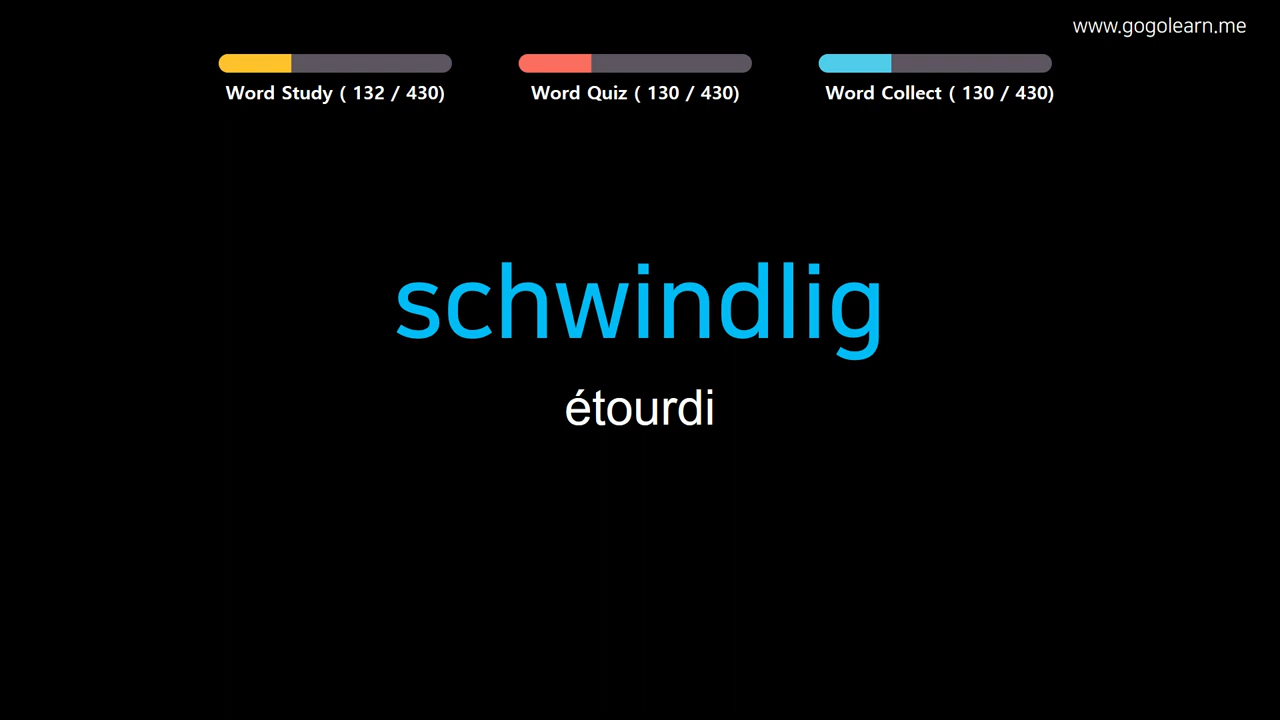 www.gogolearn.me
Word Study ( 132 / 430)
Word Quiz ( 130 / 430)
Word Collect ( 130 / 430)
schwindlig
étourdi